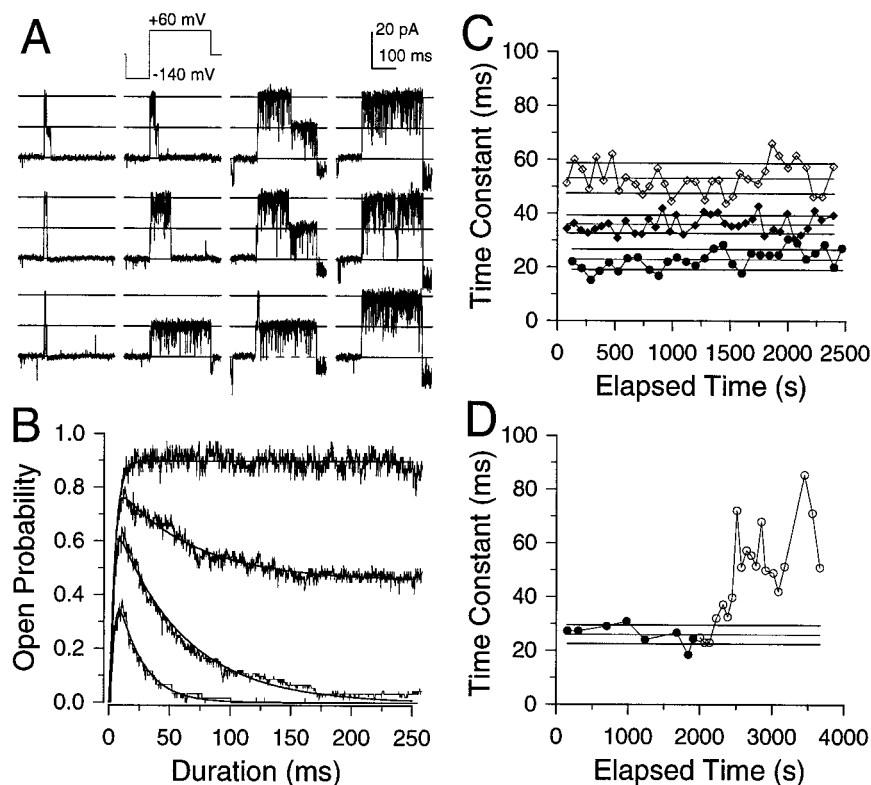 A
+60 mV
-140 mV
20 pA
100 ms
B
Open Probability
1.0
0.8
0.6
0.4
0.2
0.0
0 50 100 150 200 250
Duration (ms)
C
Time Constant (ms)
100
80
60
40
20
0
0 500 1000 1500 2000 2500
Elapsed Time (s)
D
Time Constant (ms)
100
80
60
40
20
0
0 1000 2000 3000 4000
Elapsed Time (s)